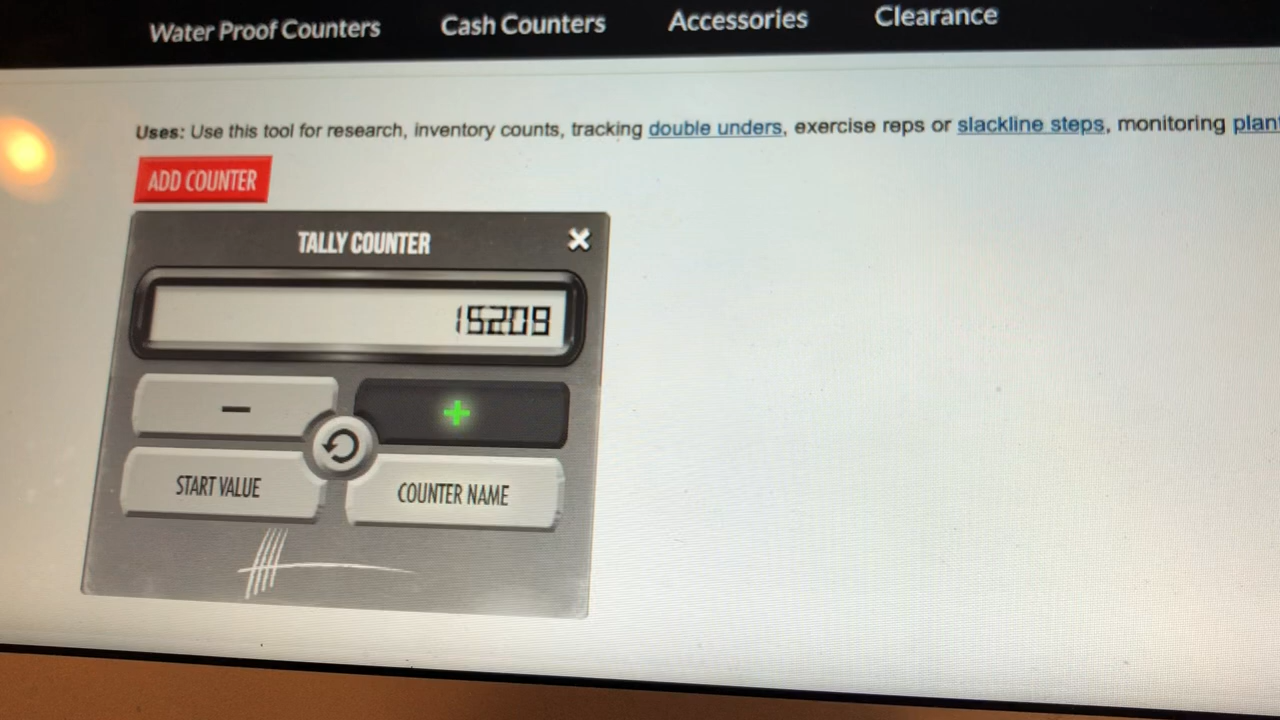 Water Proof Counters Cash Counters Accessories Clearance
Uses: Use this tool for research, inventory counts, tracking double unders, exercise reps or slackline steps, monitoring plant
ADD COUNTER
TALLY COUNTER
15209
START VALUE
COUNTER NAME